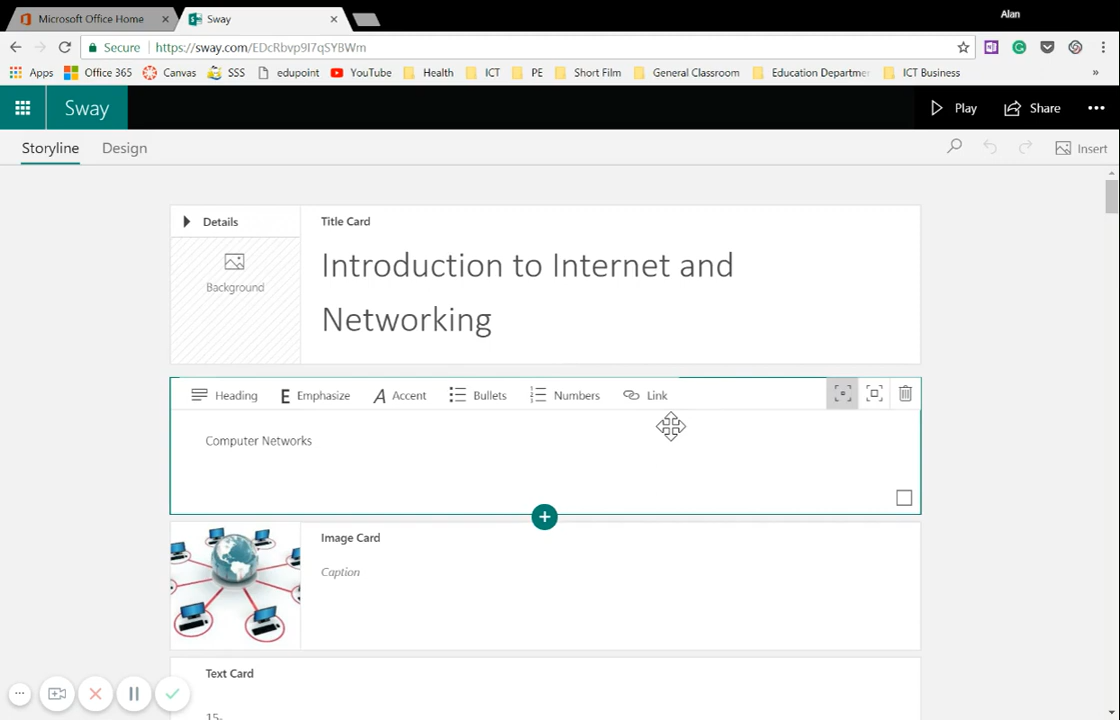 Microsoft Office Home
Sway
Alan
Secure
https://sway.com/EDcRbvp9I7qSYBWm
Apps
Office 365
Canvas
SSS
edupoint
YouTube
Health
ICT
PE
Short Film
General Classroom
Education Departme
ICT Business
»
Sway
Play
Share
Storyline
Design
Insert
Details
Title Card
Background
Introduction to Internet and
Networking
Heading
E Emphasize
A Accent
Bullets
Numbers
Link
Computer Networks
Image Card
Caption
Text Card
15-